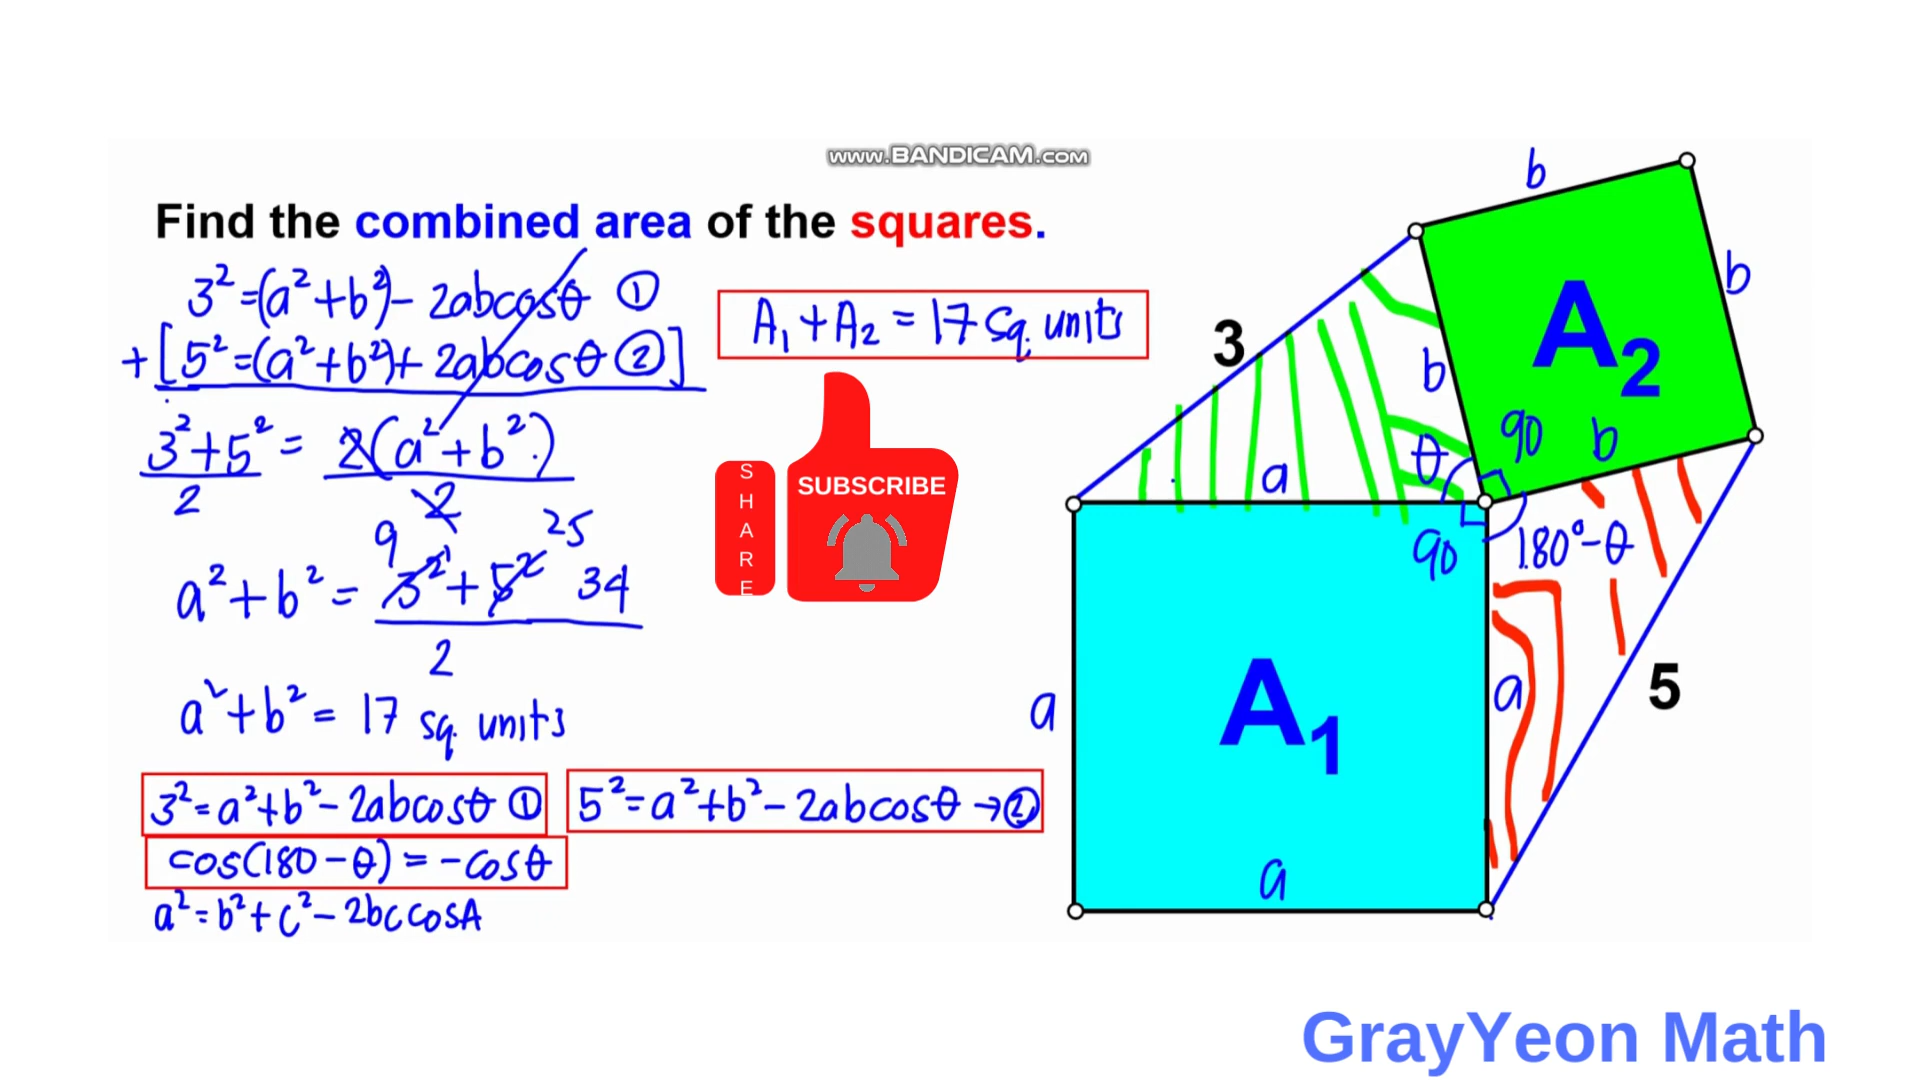 www.BANDICAM.com
Find the combined area of the squares.
3²=(a²+b²)-2abcosθ ①
+[5²=(a²+b²)+2abcosθ ②]
3²+5² = 2(a²+b²)
2 2
9 25
a²+b² = 3²+5² 34
2
a²+b² = 17 sq. units
3²=a²+b²-2abcosθ ①
5²=a²+b²-2abcosθ→②
cos(180-θ)=-cosθ
a²=b²+c²-2bccosA
A₁+A₂=17 sq. units
SHARE
SUBSCRIBE
b
3
b
A₂
b
θ
90
b
a
90
180°-θ
a
A₁
a
5
a
GrayYeon Math